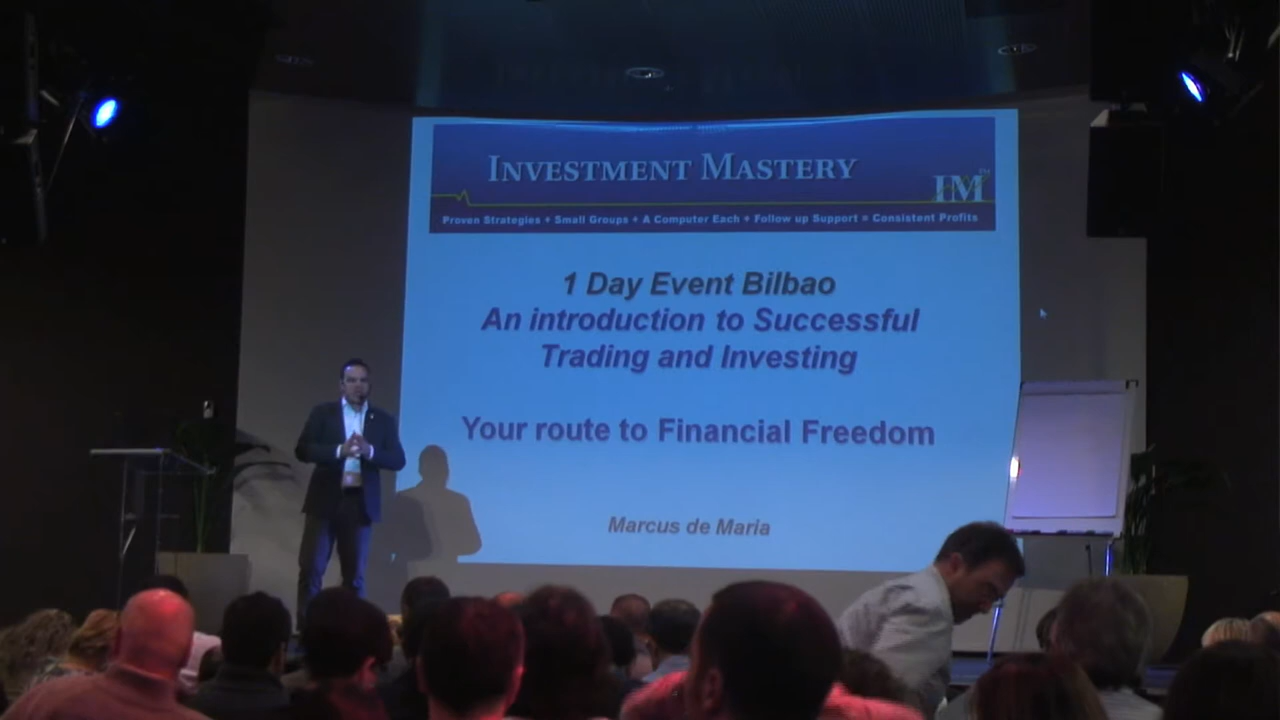 INVESTMENT MASTERY
IM™
Proven Strategies + Small Groups + A Computer Each + Follow up Support = Consistent Profits
1 Day Event Bilbao
An introduction to Successful
Trading and Investing
Your route to Financial Freedom
Marcus de Maria